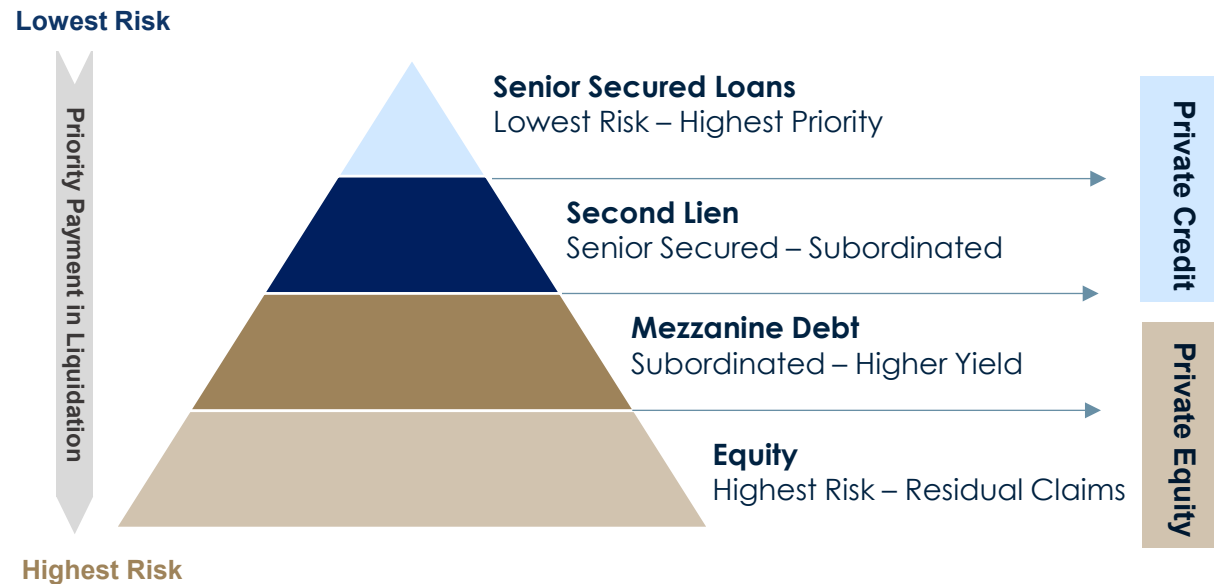 Lowest Risk
Priority Payment in Liquidation
Senior Secured Loans
Lowest Risk – Highest Priority
Second Lien
Senior Secured – Subordinated
Mezzanine Debt
Subordinated – Higher Yield
Equity
Highest Risk – Residual Claims
Private Credit
Private Equity
Highest Risk